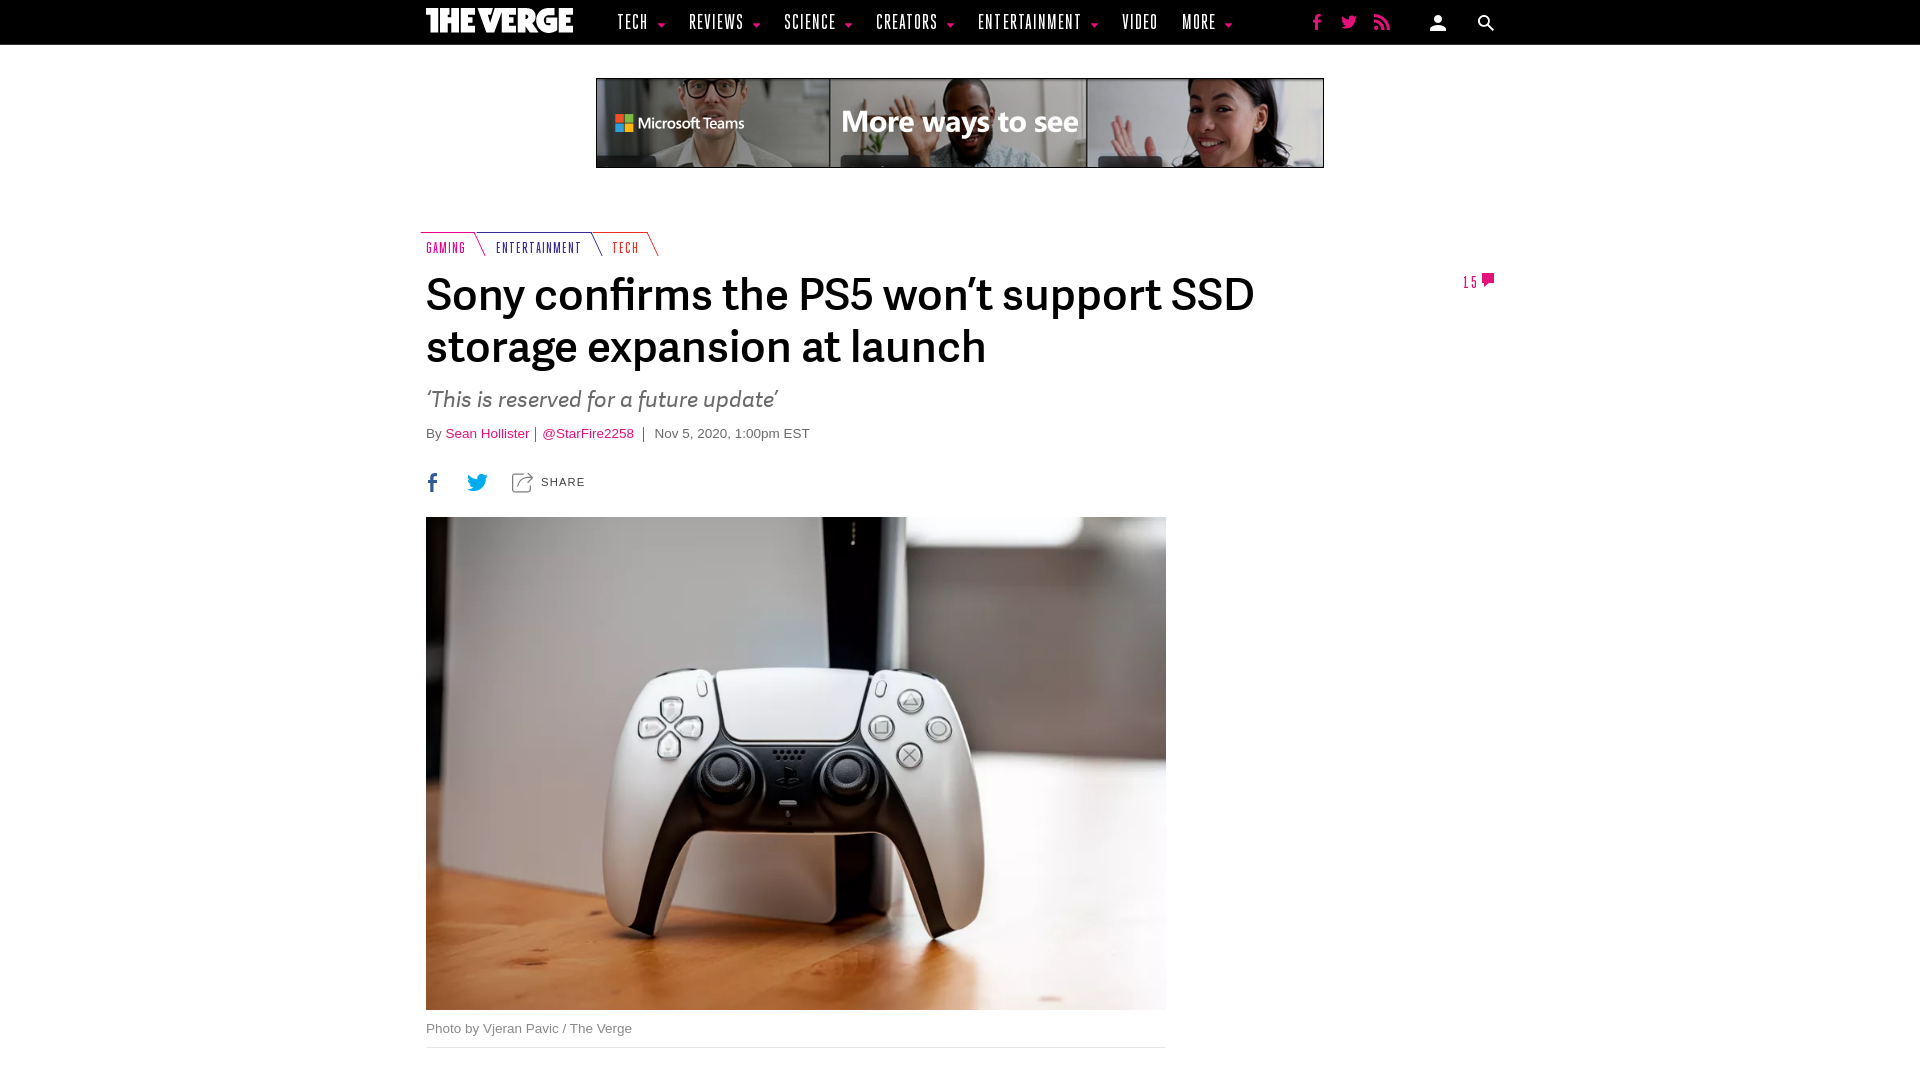 THE VERGE
TECH REVIEWS SCIENCE CREATORS ENTERTAINMENT VIDEO MORE
Microsoft Teams
More ways to see
GAMING ENTERTAINMENT TECH
Sony confirms the PS5 won’t support SSD
storage expansion at launch
15
‘This is reserved for a future update’
By Sean Hollister @StarFire2258 Nov 5, 2020, 1:00pm EST
SHARE
Photo by Vjeran Pavic / The Verge